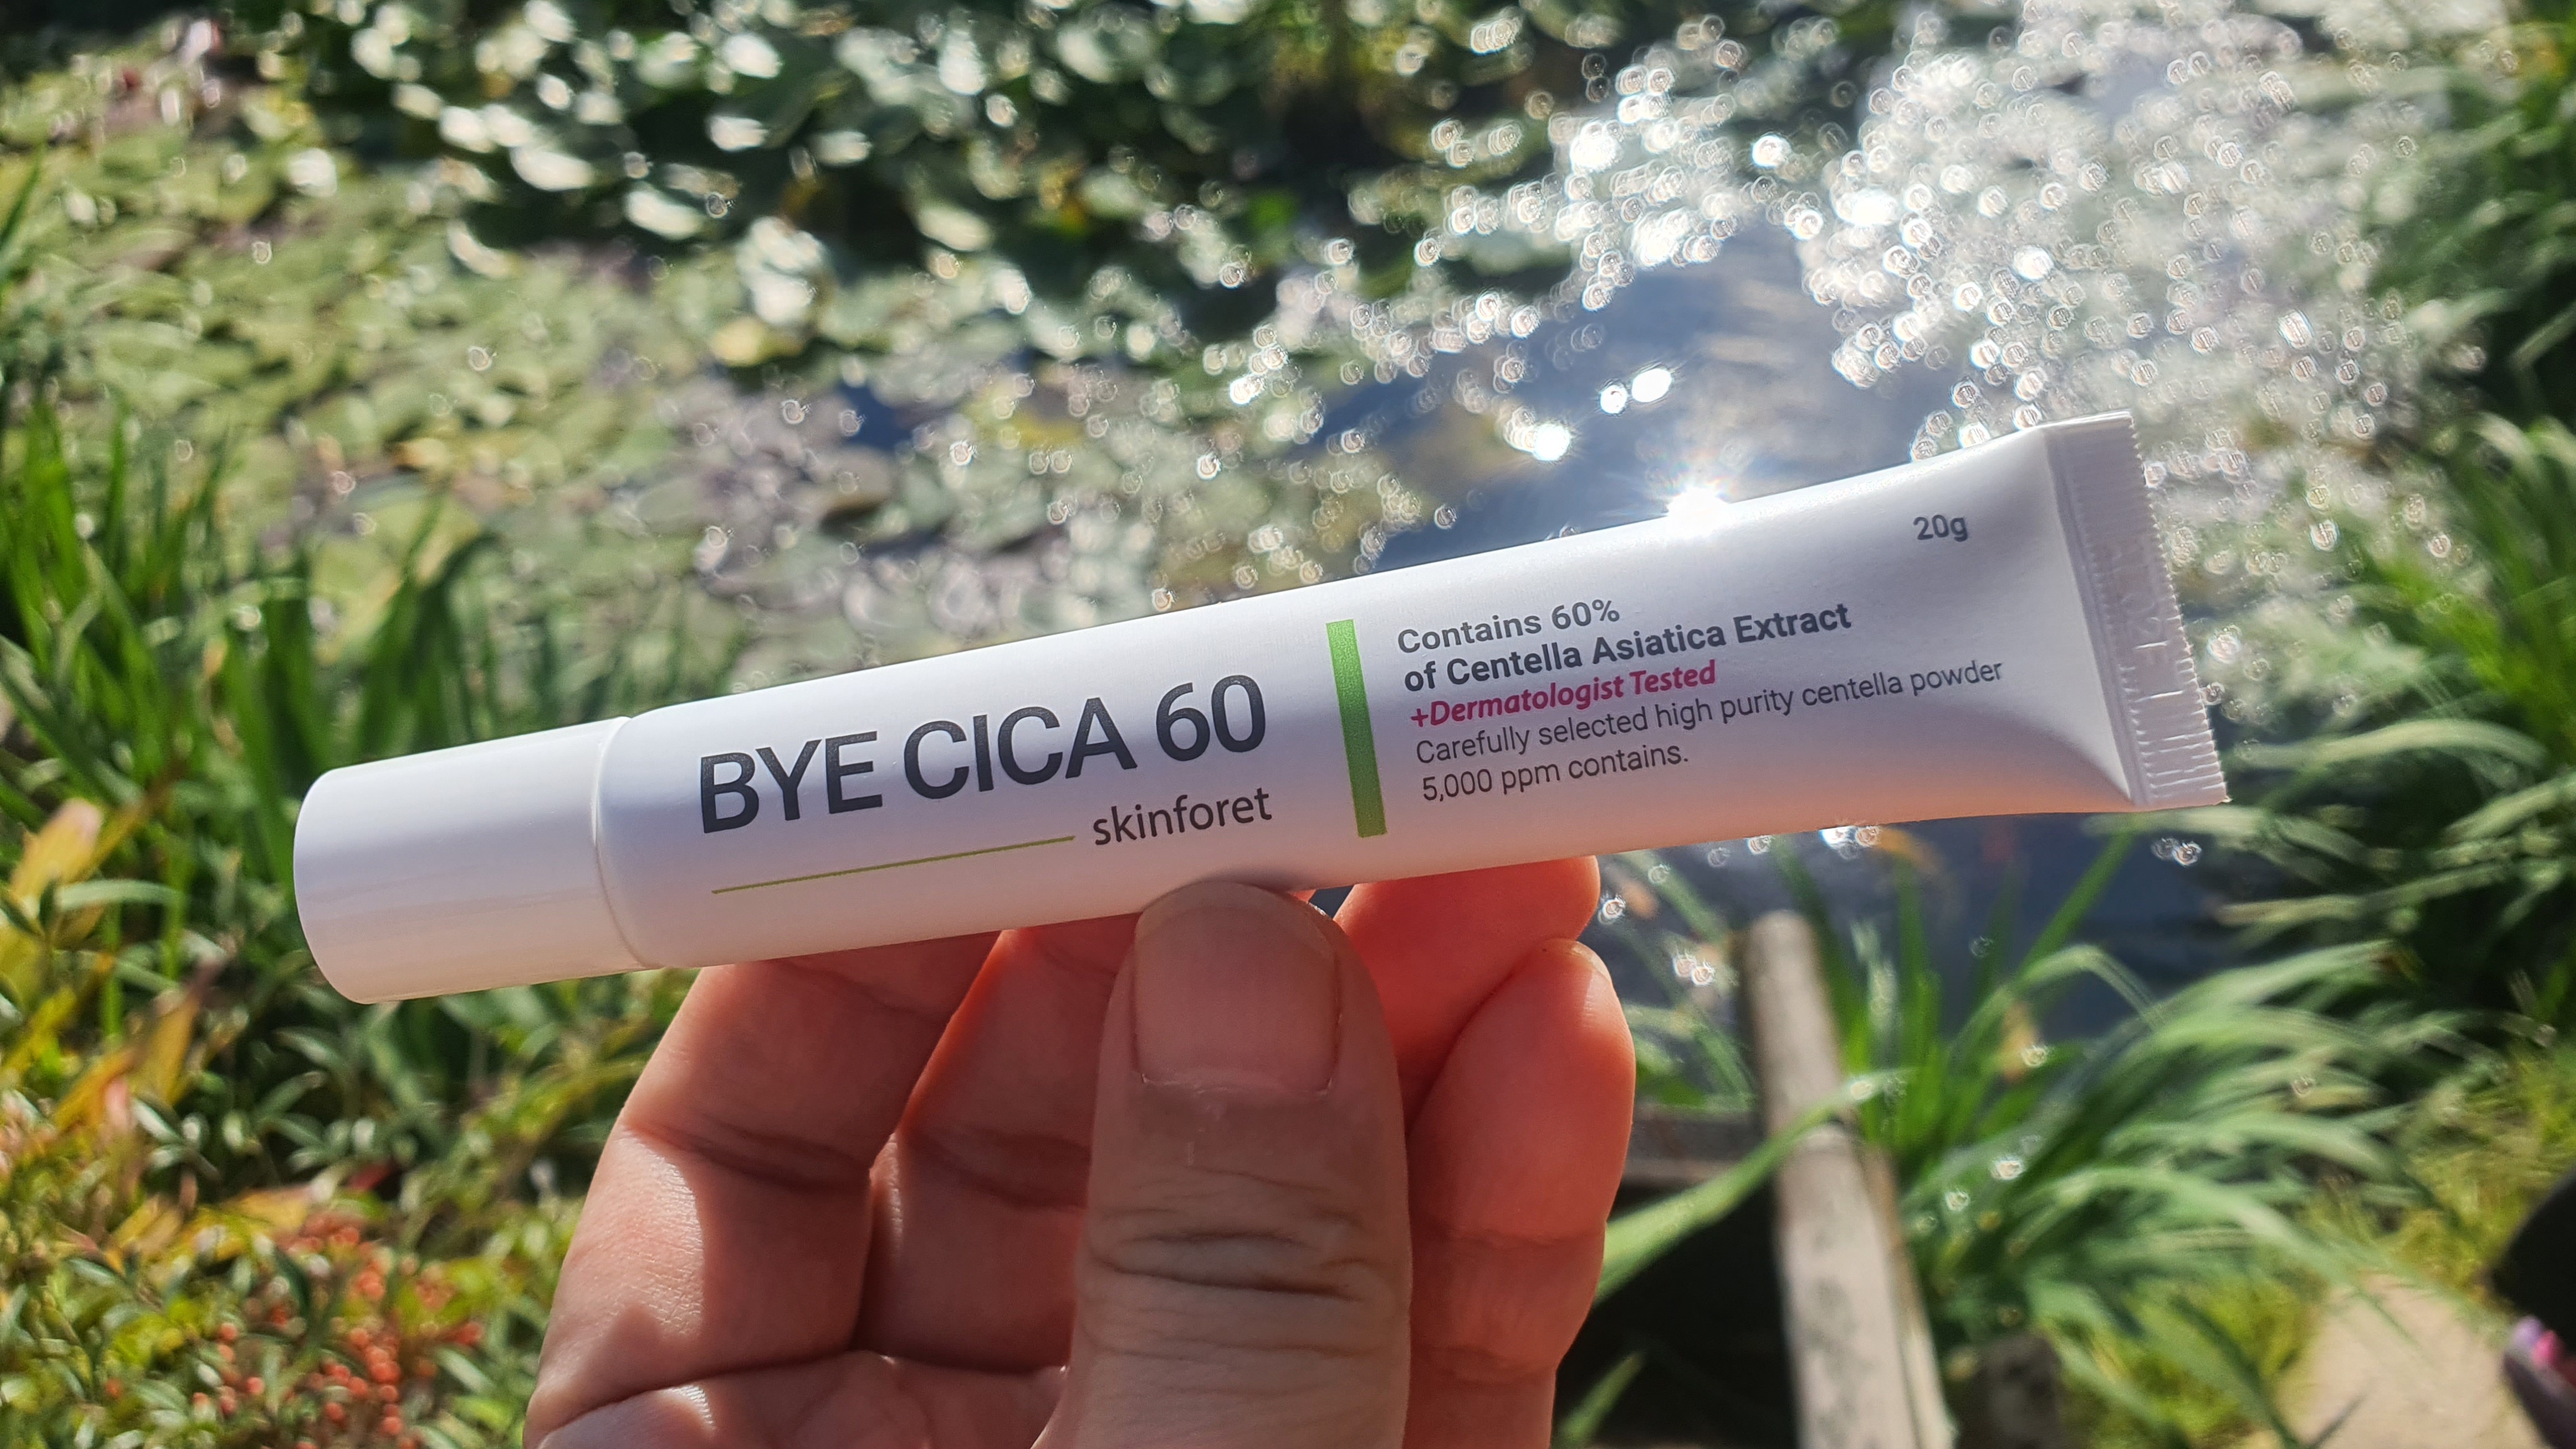 BYE CICA 60
skinforet
Contains 60%
of Centella Asiatica Extract
+Dermatologist Tested
Carefully selected high purity centella powder
5,000 ppm contains.
20g